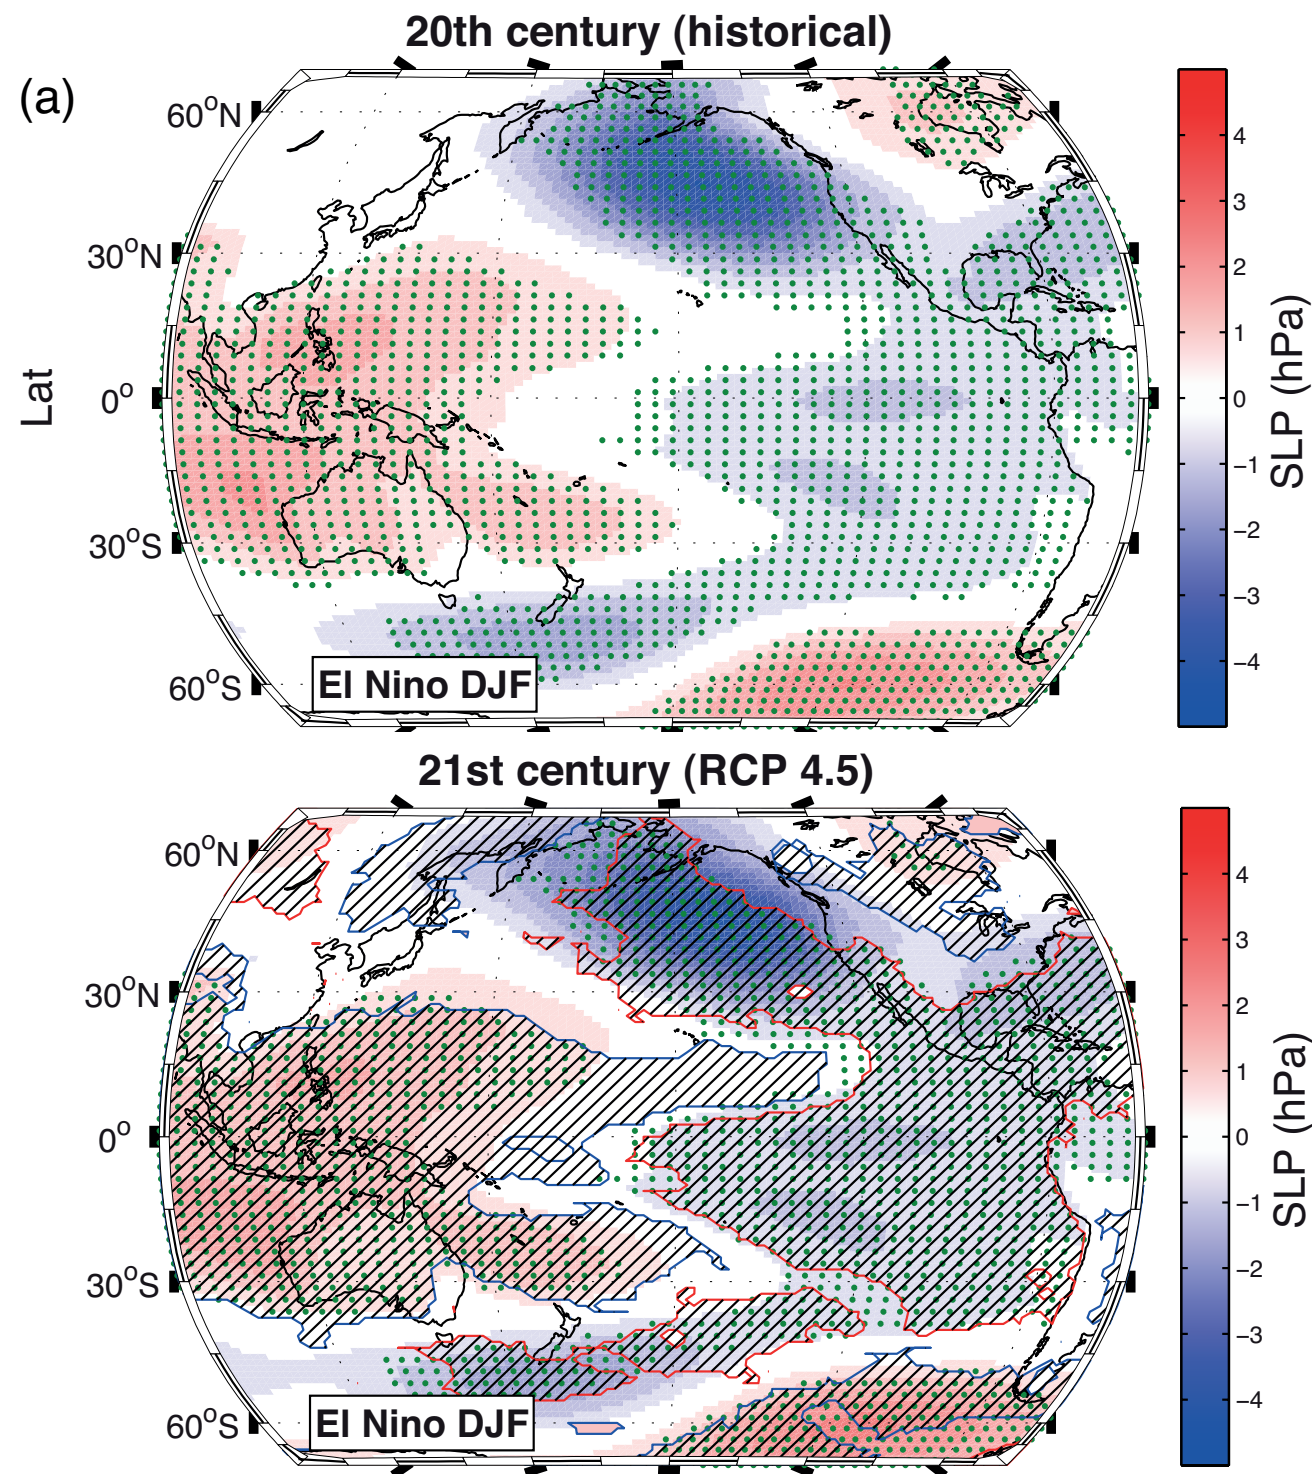 20th century (historical)
(a)
60°N
30°N
0°
30°S
60°S
Lat
El Nino DJF
4
3
2
1
0
−1
−2
−3
−4
SLP (hPa)
21st century (RCP 4.5)
60°N
30°N
0°
30°S
60°S
El Nino DJF
4
3
2
1
0
−1
−2
−3
−4
SLP (hPa)